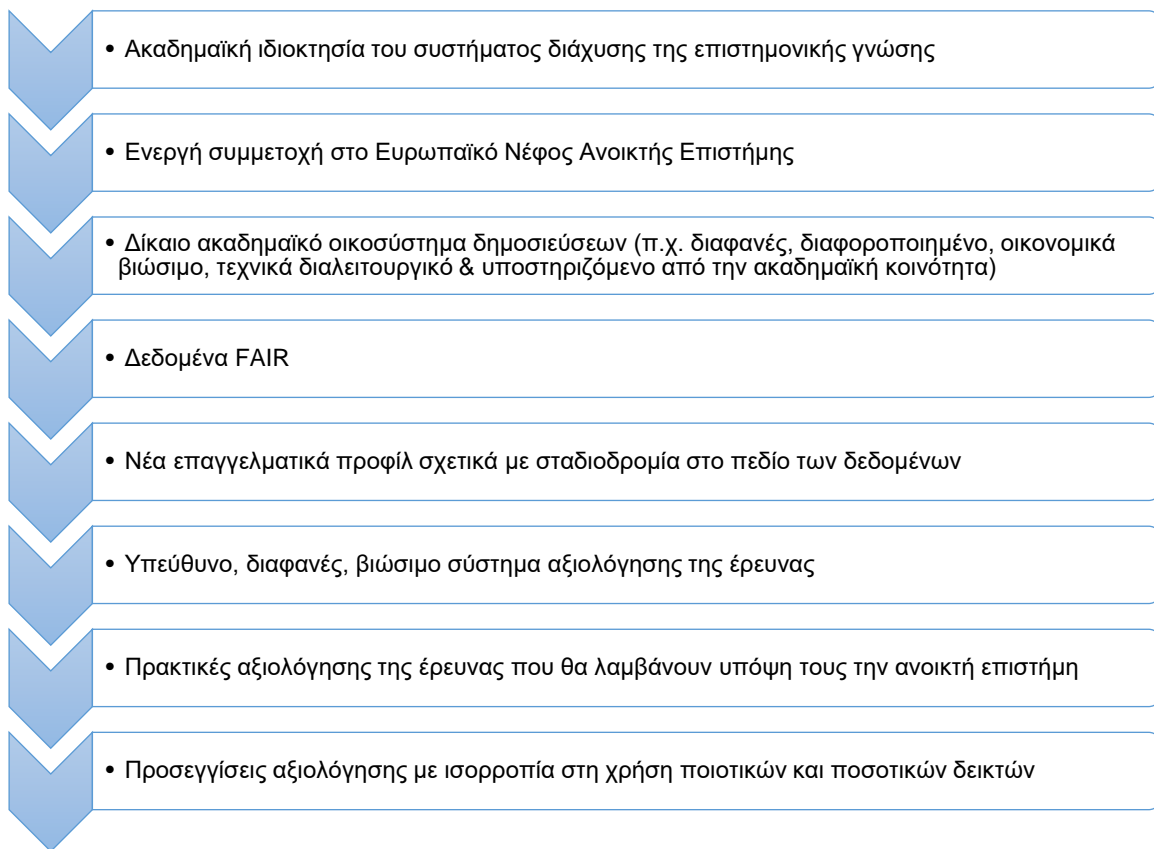 • Ακαδημαϊκή ιδιοκτησία του συστήματος διάχυσης της επιστημονικής γνώσης
• Ενεργή συμμετοχή στο Ευρωπαϊκό Νέφος Ανοικτής Επιστήμης
• Δίκαιο ακαδημαϊκό οικοσύστημα δημοσιεύσεων (π.χ. διαφανές, διαφοροποιημένο, οικονομικά
βιώσιμο, τεχνικά διαλειτουργικό & υποστηριζόμενο από την ακαδημαϊκή κοινότητα)
• Δεδομένα FAIR
• Νέα επαγγελματικά προφίλ σχετικά με σταδιοδρομία στο πεδίο των δεδομένων
• Υπεύθυνο, διαφανές, βιώσιμο σύστημα αξιολόγησης της έρευνας
• Πρακτικές αξιολόγησης της έρευνας που θα λαμβάνουν υπόψη τους την ανοικτή επιστήμη
• Προσεγγίσεις αξιολόγησης με ισορροπία στη χρήση ποιοτικών και ποσοτικών δεικτών